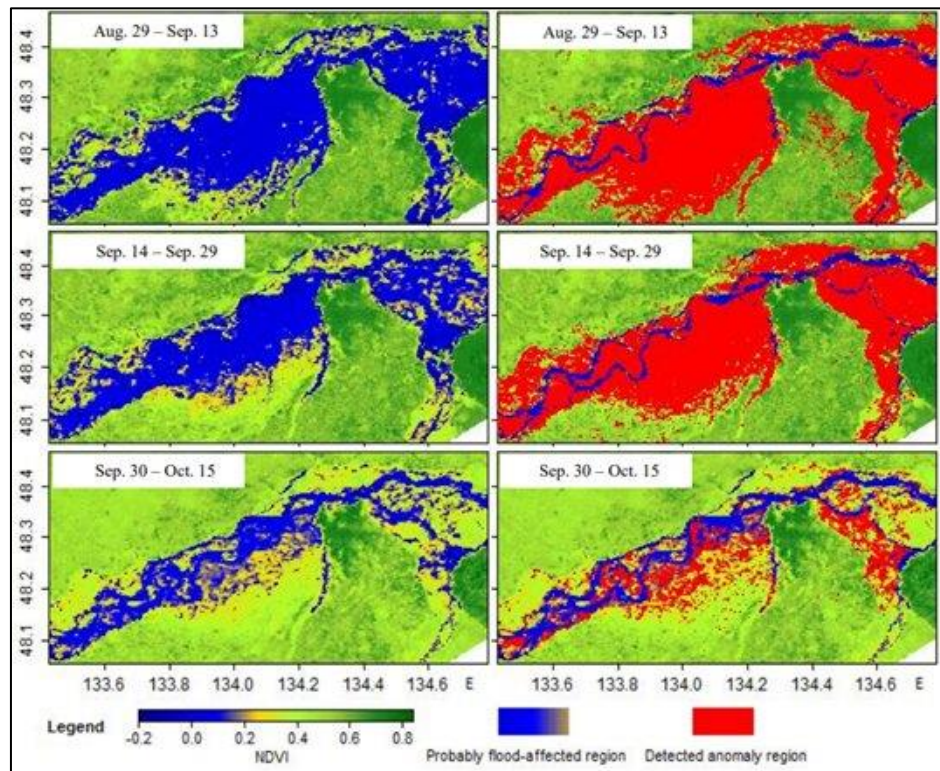 Aug. 29 – Sep. 13
Aug. 29 – Sep. 13
48.4
48.3
48.2
48.1
Sep. 14 – Sep. 29
Sep. 14 – Sep. 29
48.4
48.3
48.2
48.1
Sep. 30 – Oct. 15
Sep. 30 – Oct. 15
48.4
48.3
48.2
48.1
133.6 133.8 134.0 134.2 134.4 134.6 E
133.6 133.8 134.0 134.2 134.4 134.6 E
Legend
-0.2 0.0 0.2 0.4 0.6 0.8
NDVI
Probably flood-affected region
Detected anomaly region